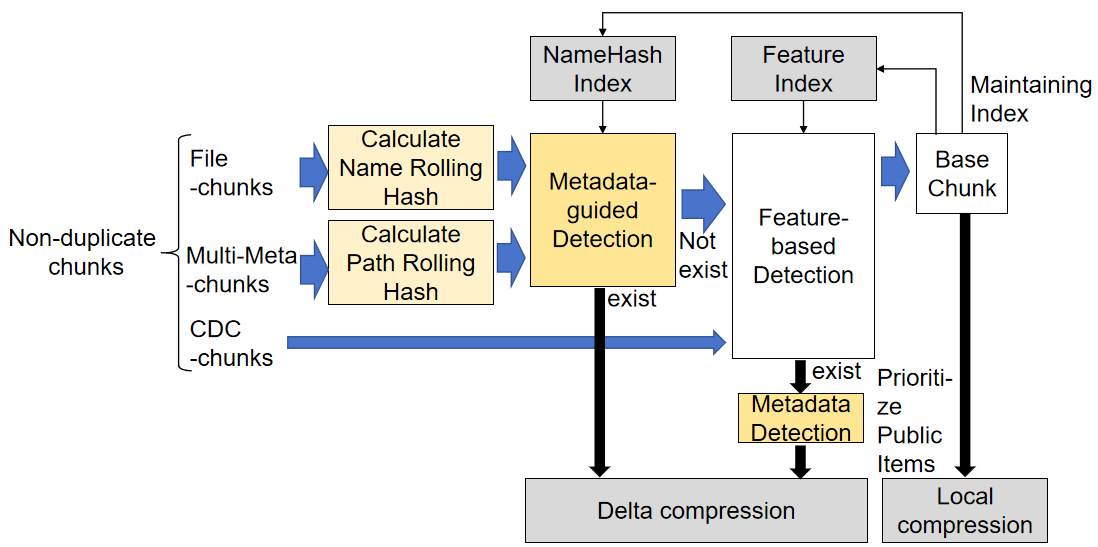 NameHash
Index
Feature
Index
Maintaining
Index
Non-duplicate
chunks
File
-chunks
Calculate
Name Rolling
Hash
Multi-Meta
-chunks
Calculate
Path Rolling
Hash
CDC
-chunks
Metadata-
guided
Detection
Not
exist
exist
Feature-
based
Detection
Base
Chunk
exist
Metadata
Detection
Prioriti-
ze
Public
Items
Delta compression
Local
compression